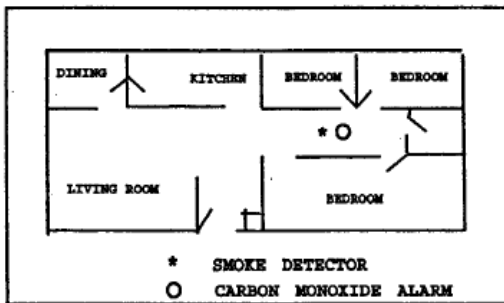 DINING KITCHEN BEDROOM BEDROOM
* O
LIVING ROOM BEDROOM
* SMOKE DETECTOR
O CARBON MONOXIDE ALARM